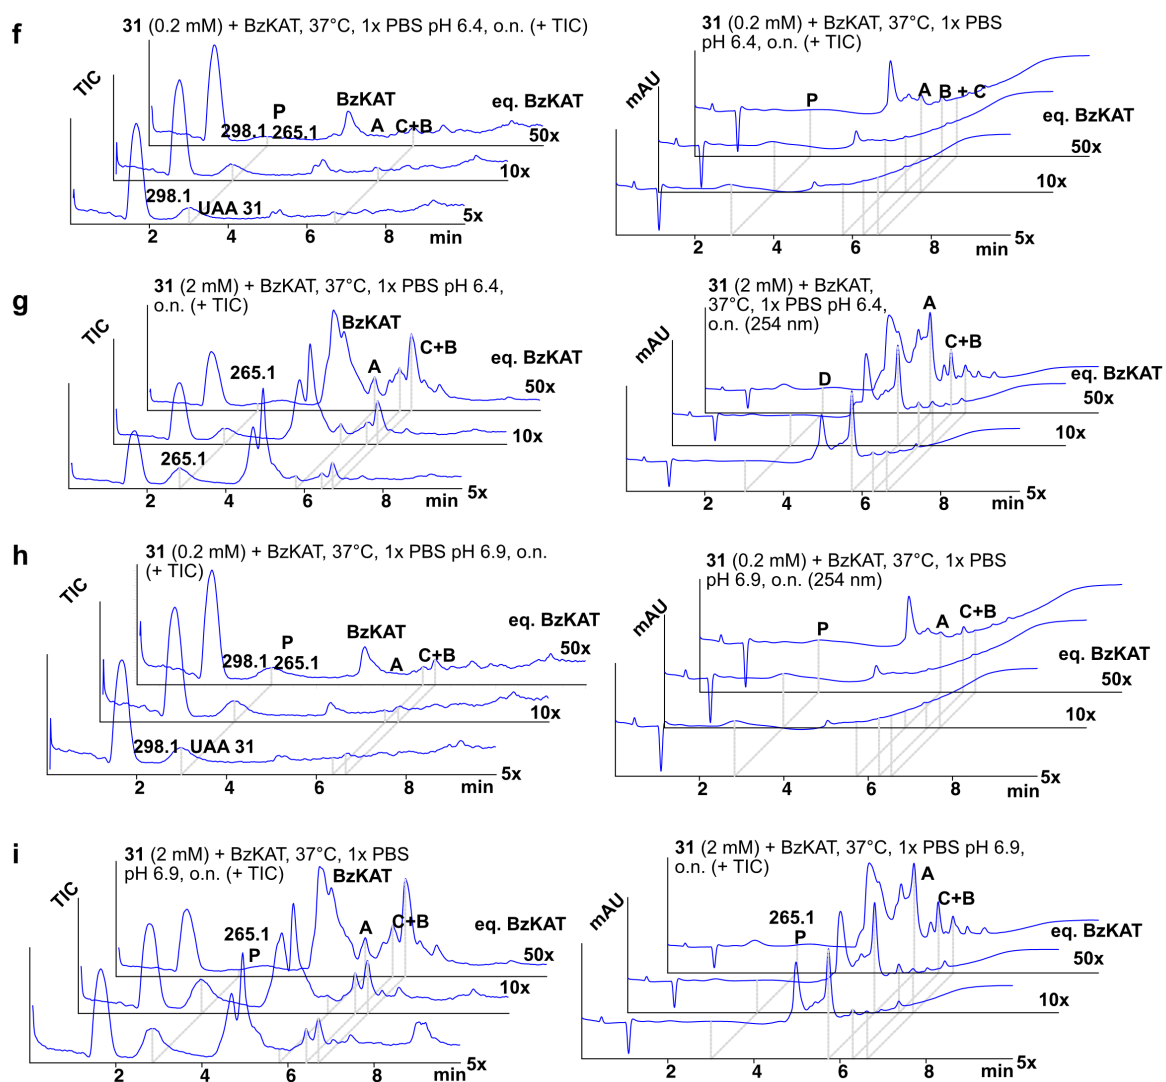 f
31 (0.2 mM) + BzKAT, 37°C, 1x PBS pH 6.4, o.n. (+ TIC)
TIC
P
BzKAT
eq. BzKAT
298.1
265.1
A
C+B
50x
10x
298.1
UAA 31
5x
2 4 6 8 min
31 (0.2 mM) + BzKAT, 37°C, 1x PBS
pH 6.4, o.n. (+ TIC)
mAU
P
A
B + C
eq. BzKAT
50x
10x
5x
2 4 6 8 min
g
31 (2 mM) + BzKAT, 37°C, 1x PBS pH 6.4,
o.n. (+ TIC)
TIC
BzKAT
C+B
265.1
A
eq. BzKAT
50x
10x
265.1
5x
2 4 6 8 min
31 (2 mM) + BzKAT,
37°C, 1x PBS pH 6.4,
o.n. (254 nm)
mAU
A
C+B
D
eq. BzKAT
50x
10x
5x
2 4 6 8 min
h
31 (0.2 mM) + BzKAT, 37°C, 1x PBS pH 6.9, o.n.
(+ TIC)
TIC
P
BzKAT
eq. BzKAT
298.1
265.1
A
C+B
50x
10x
298.1
UAA 31
5x
2 4 6 8 min
31 (0.2 mM) + BzKAT, 37°C, 1x PBS
pH 6.9, o.n. (254 nm)
mAU
P
A
C+B
eq. BzKAT
50x
10x
5x
2 4 6 8 min
i
31 (2 mM) + BzKAT, 37°C, 1x PBS
pH 6.9, o.n. (+ TIC)
TIC
BzKAT
265.1
P
A
C+B
eq. BzKAT
50x
10x
5x
2 4 6 8 min
31 (2 mM) + BzKAT, 37°C, 1x PBS pH 6.9,
o.n. (+ TIC)
mAU
A
265.1
P
C+B
eq. BzKAT
50x
10x
5x
2 4 6 8 min